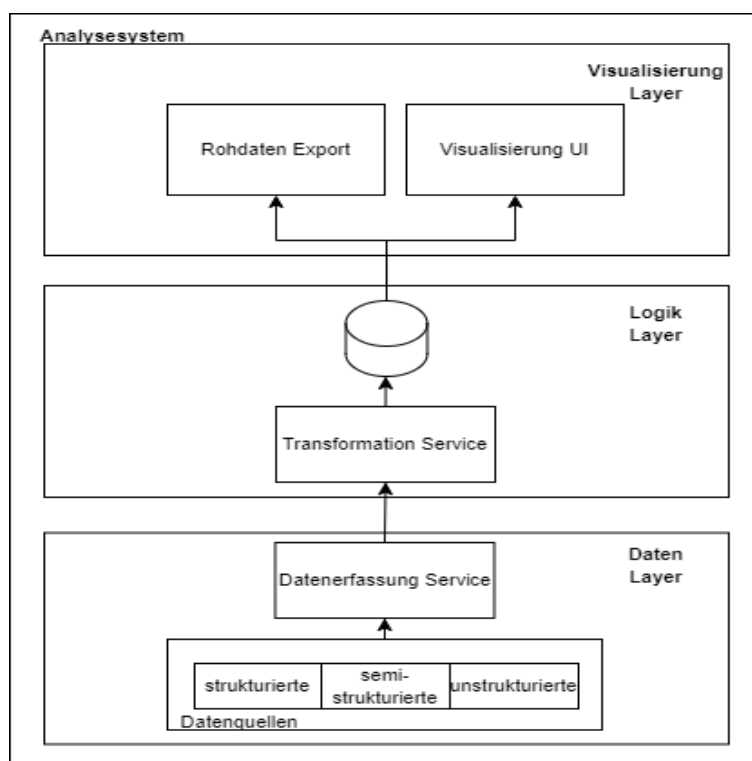 Analysesystem
Visualisierung
Layer
Rohdaten Export
Visualisierung UI
Logik
Layer
Transformation Service
Daten
Layer
Datenerfassung Service
strukturierte
semi-
strukturierte
unstrukturierte
Datenquellen